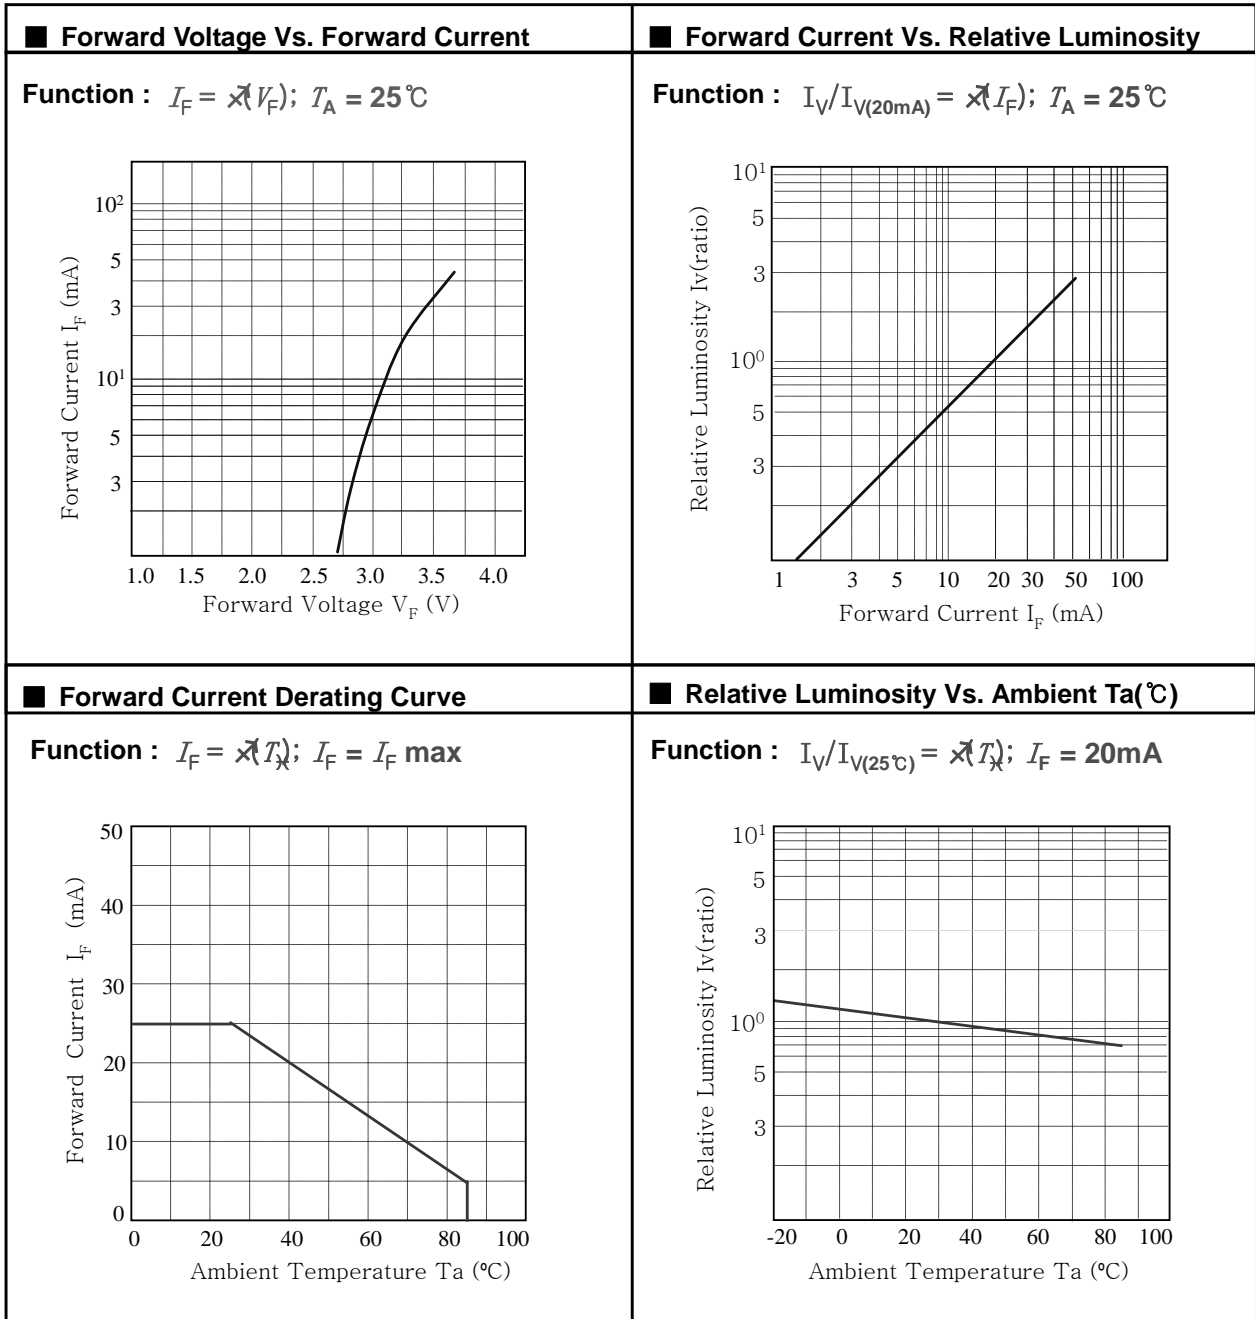 ■ Forward Voltage Vs. Forward Current
Function : I_F = (V_F); T_A = 25℃
10²
5
3
10¹
5
3
Forward Current I_F (mA)
1.0 1.5 2.0 2.5 3.0 3.5 4.0
Forward Voltage V_F (V)
■ Forward Current Vs. Relative Luminosity
Function : I_V/I_V(20mA) = (I_F); T_A = 25℃
10¹
5
3
10⁰
5
3
Relative Luminosity Iv(ratio)
1 3 5 10 20 30 50 100
Forward Current I_F (mA)
■ Forward Current Derating Curve
Function : I_F = (T); I_F = I_F max
50
40
30
20
10
0
Forward Current I_F (mA)
0 20 40 60 80 100
Ambient Temperature Ta (ºC)
■ Relative Luminosity Vs. Ambient Ta(℃)
Function : I_V/I_V(25℃) = (T); I_F = 20mA
10¹
5
3
10⁰
5
3
Relative Luminosity Iv(ratio)
-20 0 20 40 60 80 100
Ambient Temperature Ta (ºC)